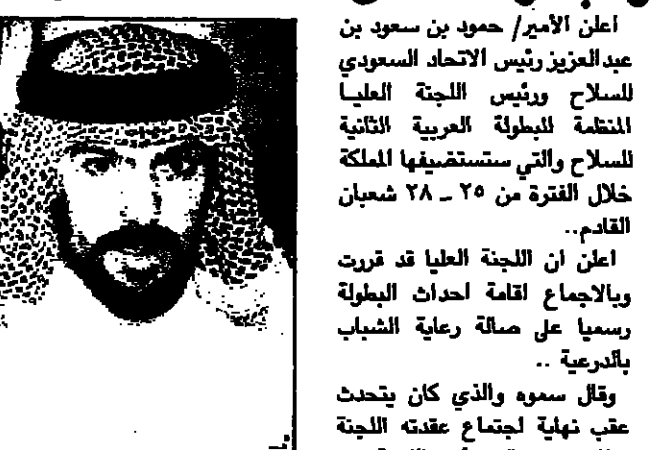 اعلن الأمير/ حمود بن سعود بن
عبدالعزيز رئيس الاتحاد السعودي
للسلاح ورئيس اللجنة العليا
المنظمة للبطولة العربية الثانية
للسلاح والتي ستستضيفها المملكة
خلال الفترة من ٢٥ ــ ٢٨ شعبان
القادم..
اعلن ان اللجنة العليا قد قررت
وبالاجماع اقامة احداث البطولة
رسميا على صالة رعاية الشباب
بالدرعية ..
وقال سموه والذي كان يتحدث
عقب نهاية اجتماع عقدته اللجنة